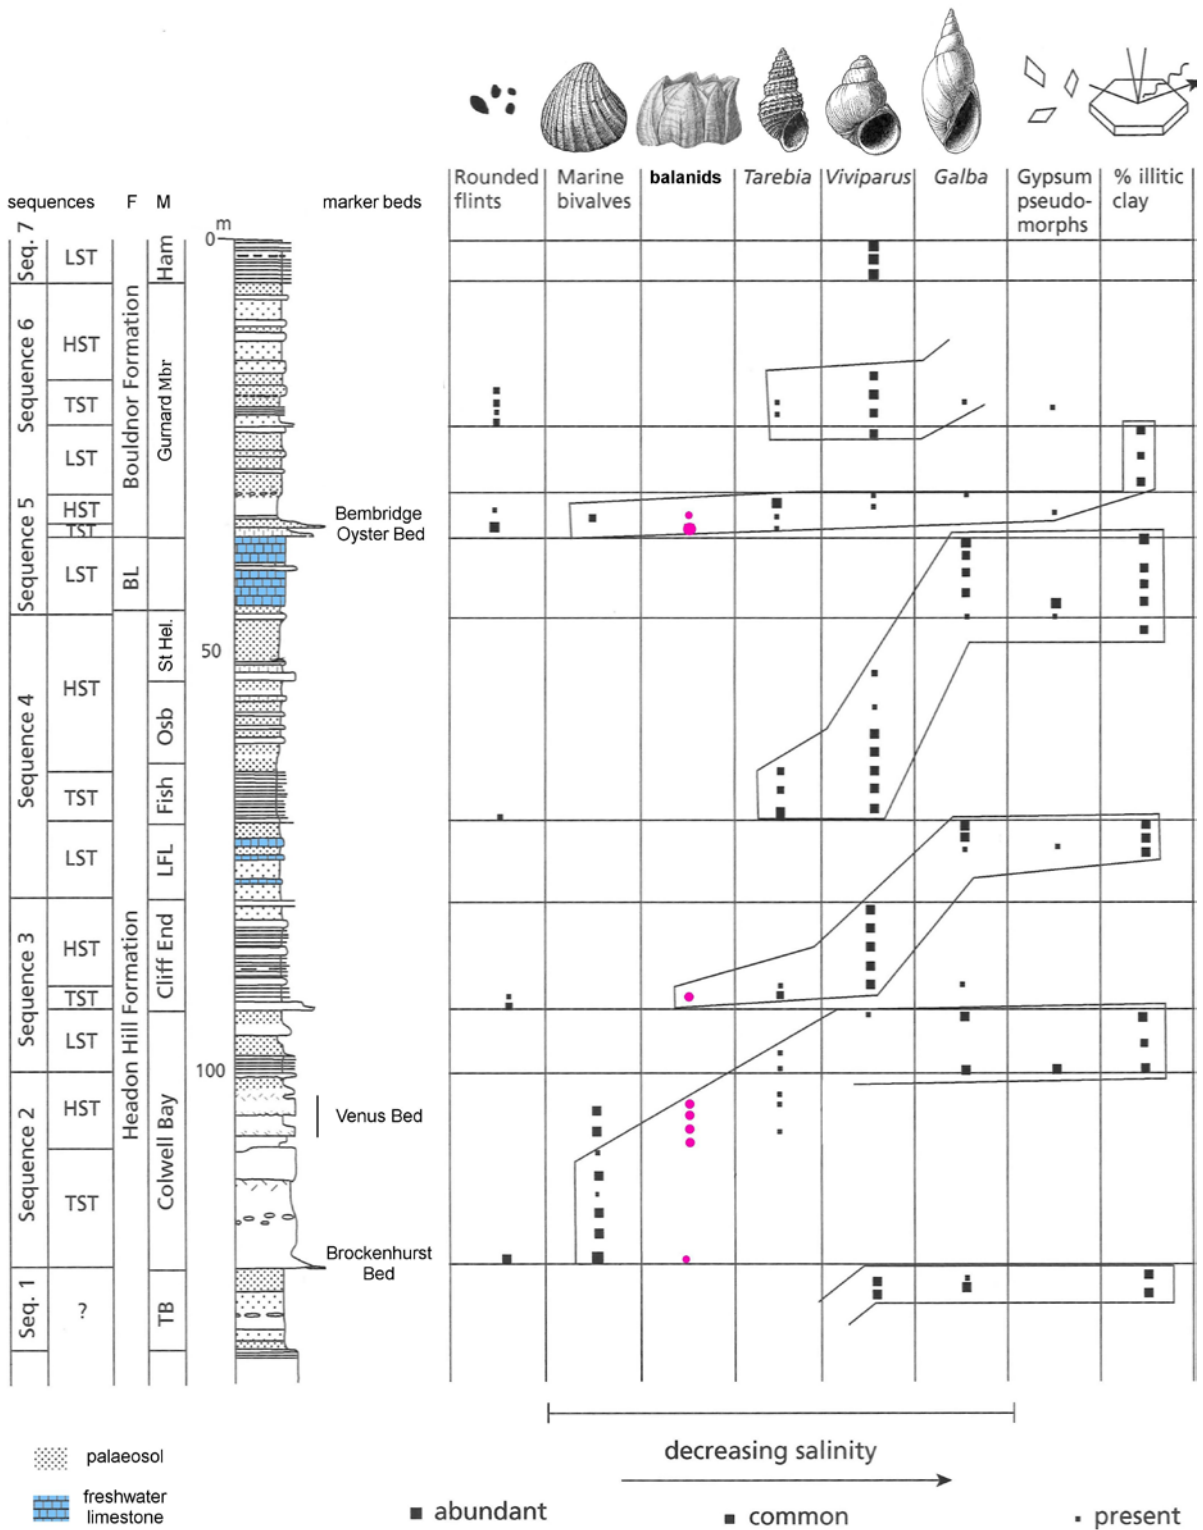 Rounded
flints
Marine
bivalves
balanids
Tarebia
Viviparus
Galba
Gypsum
pseudo-
morphs
% illitic
clay
sequences F M marker beds
m
0
50
100
Seq. 7
LST
Ham
Sequence 6
HST
TST
LST
Bouldnor Formation
Gurnard Mbr
Sequence 5
HST
TST
LST
BL
Bembridge
Oyster Bed
Sequence 4
HST
TST
LST
St Hel.
Osb
Fish
LFL
Headon Hill Formation
Sequence 3
HST
TST
LST
Cliff End
Sequence 2
HST
TST
Colwell Bay
Venus Bed
Brockenhurst
Bed
Seq. 1
?
TB
palaeosol
freshwater
limestone
decreasing salinity
abundant
common
present